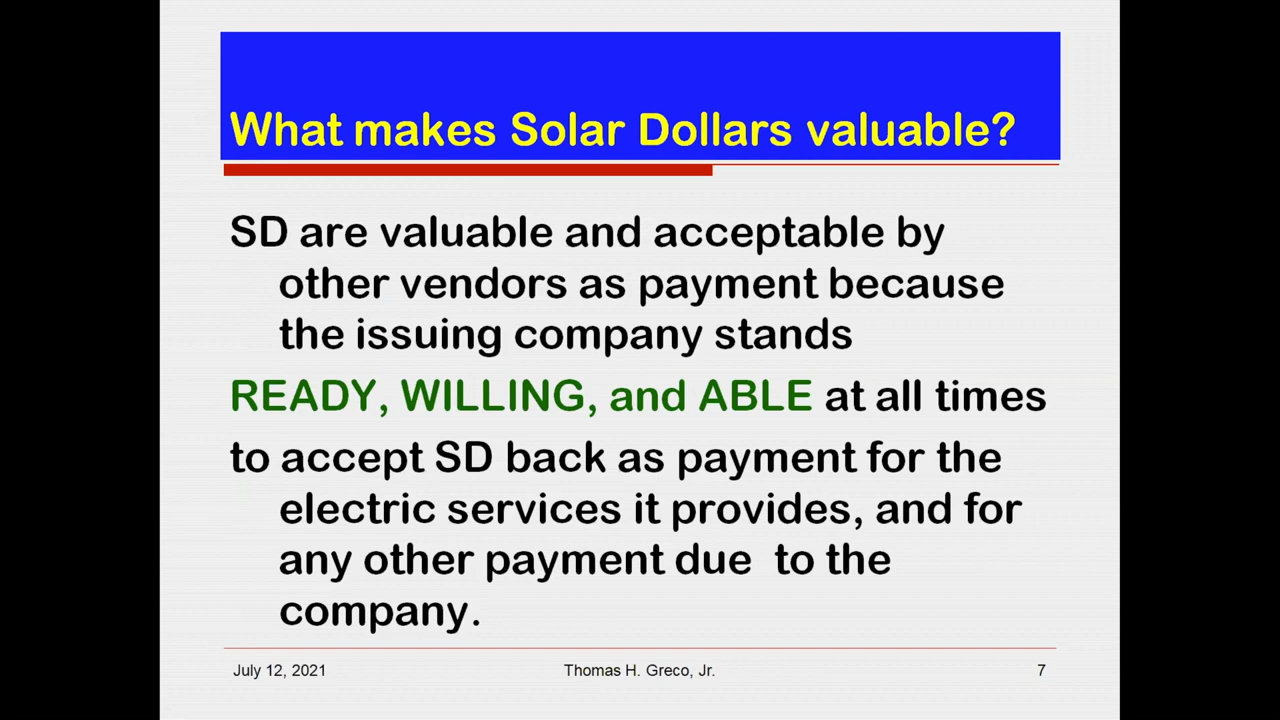 What makes Solar Dollars valuable?
SD are valuable and acceptable by
other vendors as payment because
the issuing company stands
READY, WILLING, and ABLE at all times
to accept SD back as payment for the
electric services it provides, and for
any other payment due  to the
company.
July 12, 2021
Thomas H. Greco, Jr.
7